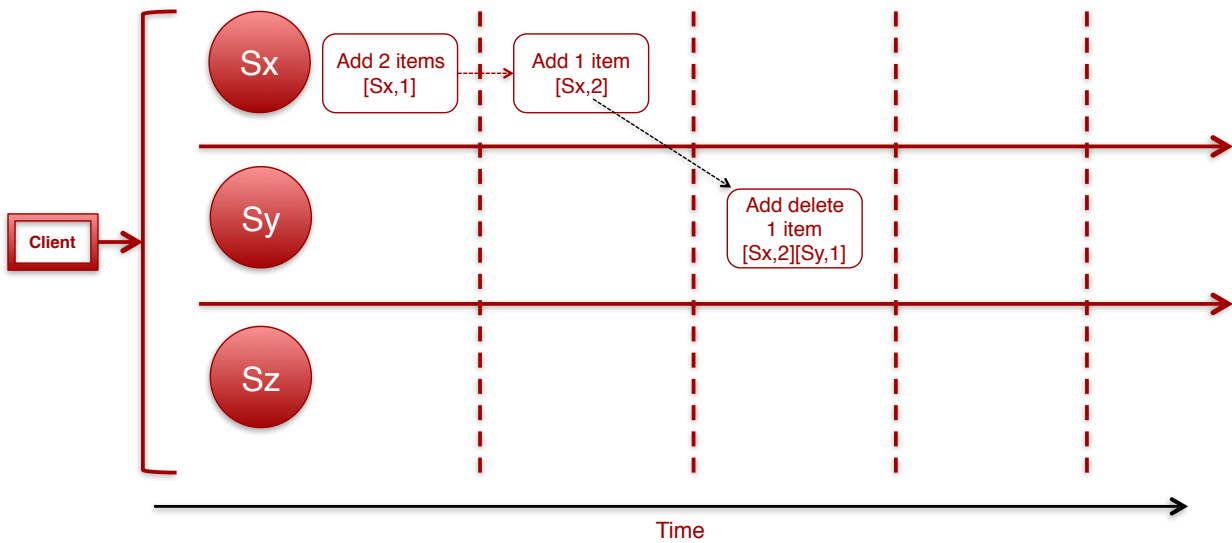 Sx
Add 2 items
[Sx,1]
Add 1 item
[Sx,2]
Sy
Add delete
1 item
[Sx,2][Sy,1]
Client
Sz
Time